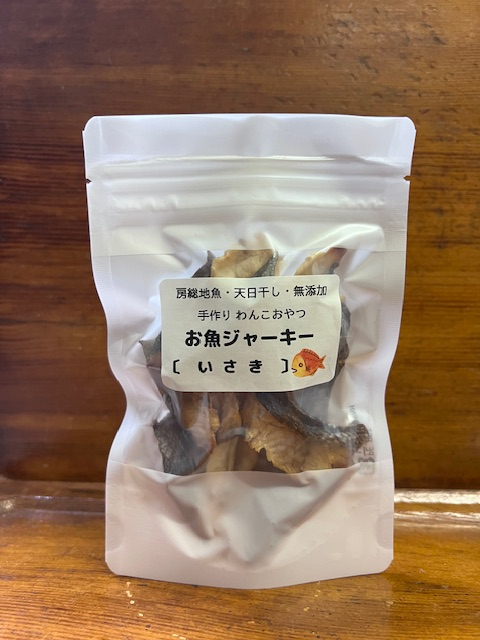 房総地魚・天日干し・無添加
手作り わんこおやつ
お魚ジャーキー
〔 いさき 〕